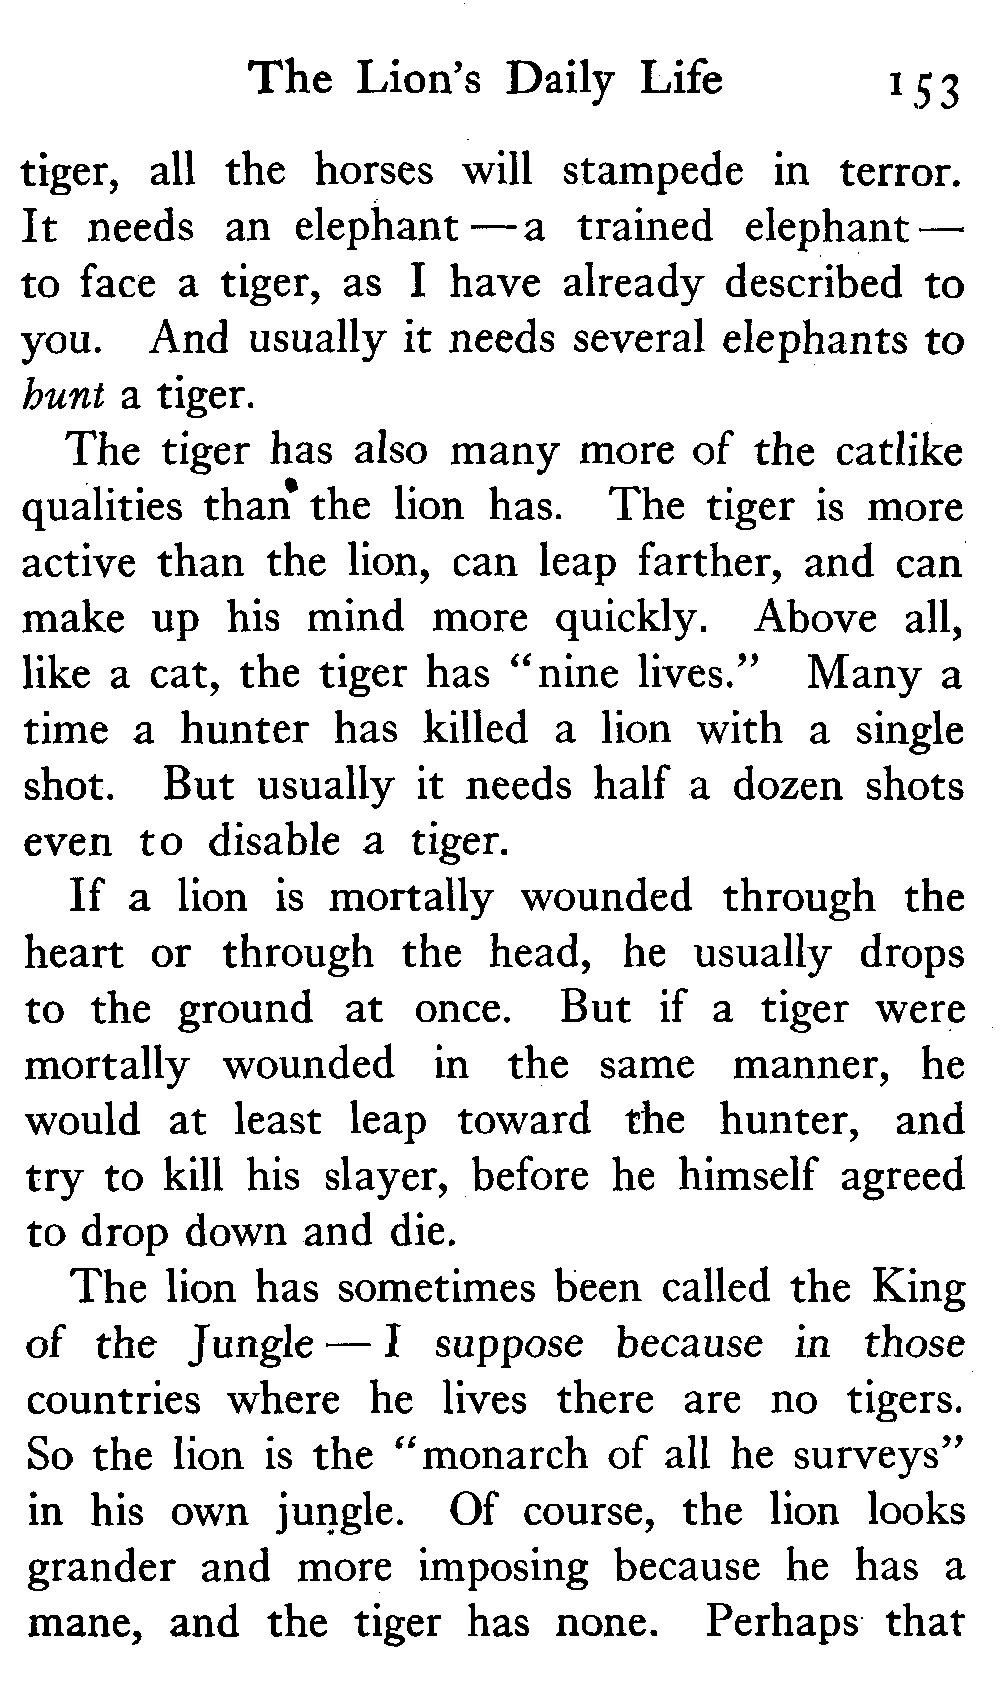 The Lion's Daily Life 153
tiger, all the horses will stampede in terror.
It needs an elephant — a trained elephant —
to face a tiger, as I have already described to
you. And usually it needs several elephants to
hunt a tiger.
The tiger has also many more of the catlike
qualities than the lion has. The tiger is more
active than the lion, can leap farther, and can
make up his mind more quickly. Above all,
like a cat, the tiger has “nine lives.” Many a
time a hunter has killed a lion with a single
shot. But usually it needs half a dozen shots
even to disable a tiger.
If a lion is mortally wounded through the
heart or through the head, he usually drops
to the ground at once. But if a tiger were
mortally wounded in the same manner, he
would at least leap toward the hunter, and
try to kill his slayer, before he himself agreed
to drop down and die.
The lion has sometimes been called the King
of the Jungle — I suppose because in those
countries where he lives there are no tigers.
So the lion is the “monarch of all he surveys”
in his own jungle. Of course, the lion looks
grander and more imposing because he has a
mane, and the tiger has none. Perhaps that